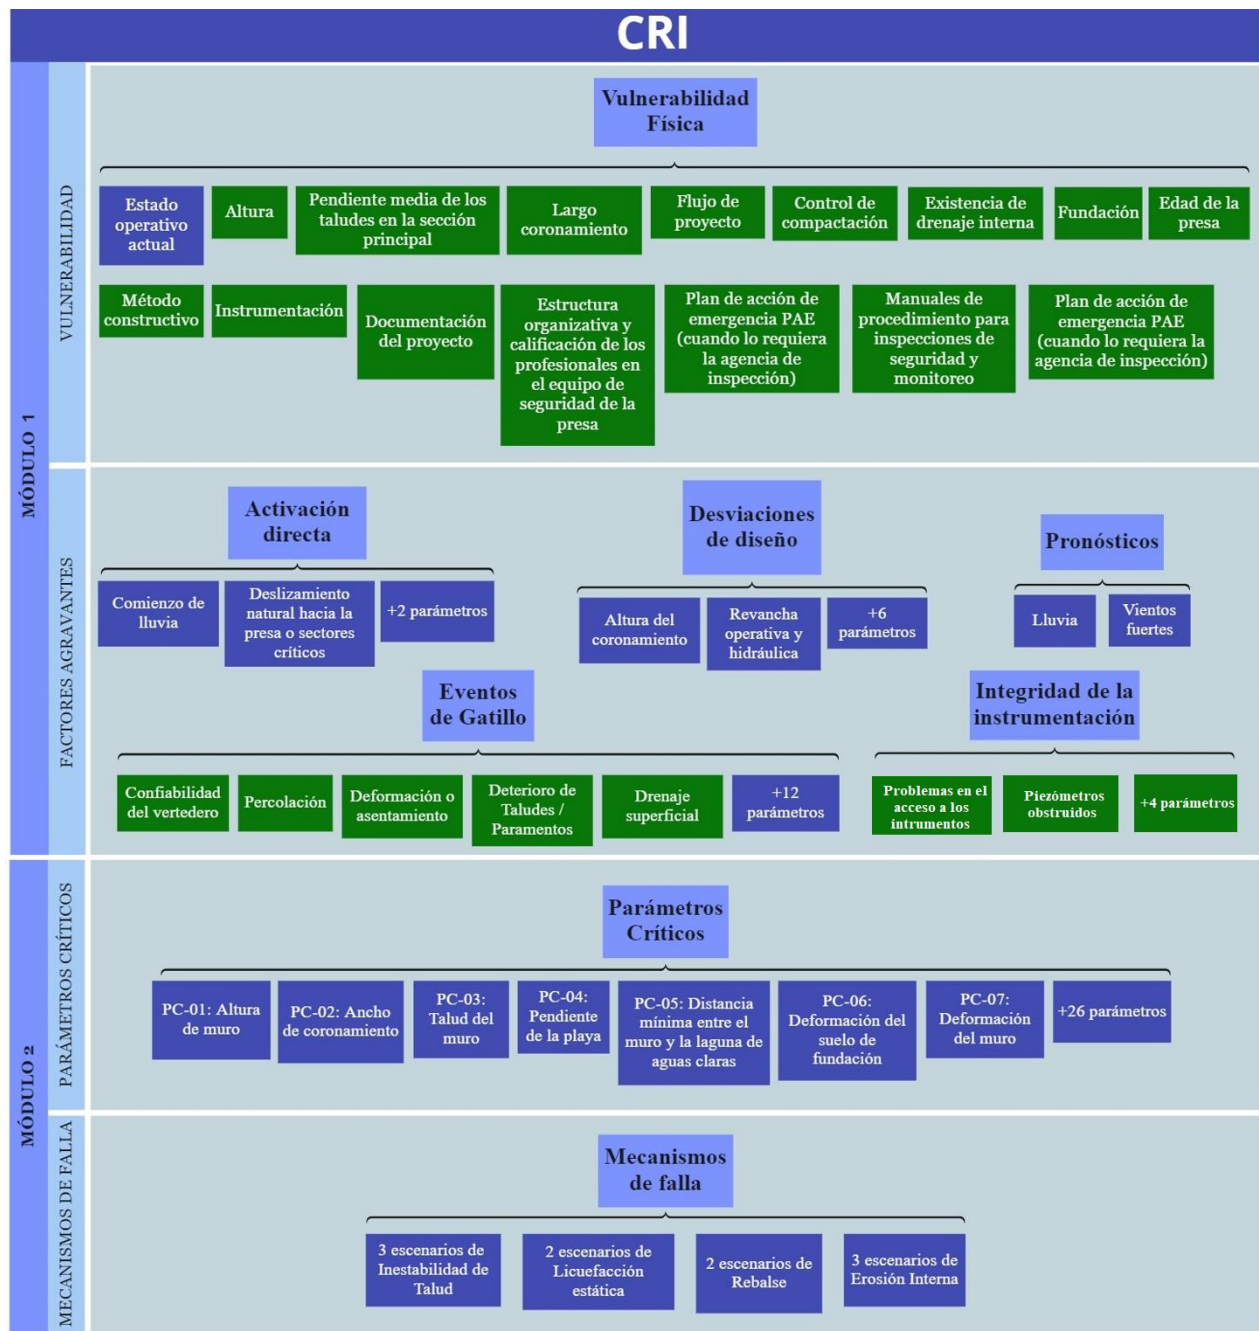 CRI
MÓDULO 1
VULNERABILIDAD
Vulnerabilidad
Física
Estado
operativo
actual
Altura
Pendiente media de los
taludes en la sección
principal
Largo
coronamiento
Flujo de
proyecto
Control de
compactación
Existencia de
drenaje interna
Fundación
Edad de la
presa
Método
constructivo
Instrumentación
Documentación
del proyecto
Estructura
organizativa y
calificación de los
profesionales en
el equipo de
seguridad de la
presa
Plan de acción de
emergencia PAE
(cuando lo requiera
la agencia de
inspección)
Manuales de
procedimiento para
inspecciones de
seguridad y
monitoreo
Plan de acción de
emergencia PAE
(cuando lo requiera la
agencia de inspección)
FACTORES AGRAVANTES
Activación
directa
Comienzo de
lluvia
Deslizamiento
natural hacia la
presa o sectores
críticos
+2 parámetros
Desviaciones
de diseño
Altura del
coronamiento
Revancha
operativa y
hidráulica
+6
parámetros
Pronósticos
Lluvia
Vientos
fuertes
Eventos
de Gatillo
Confiabilidad
del vertedero
Percolación
Deformación o
asentamiento
Deterioro de
Taludes /
Paramentos
Drenaje
superficial
+12
parámetros
Integridad de la
instrumentación
Problemas en el
acceso a los
intrumentos
Piezómetros
obstruidos
+4 parámetros
MÓDULO 2
PARÁMETROS CRÍTICOS
Parámetros
Críticos
PC-01: Altura
de muro
PC-02: Ancho
de coronamiento
PC-03:
Talud del
muro
PC-04:
Pendiente
de la playa
PC-05: Distancia
mínima entre el
muro y la laguna de
aguas claras
PC-06:
Deformación del
suelo de
fundación
PC-07:
Deformación
del muro
+26 parámetros
MECANISMOS DE FALLA
Mecanismos
de falla
3 escenarios de
Inestabilidad de
Talud
2 escenarios de
Licuefacción
estática
2 escenarios de
Rebalse
3 escenarios de
Erosión Interna